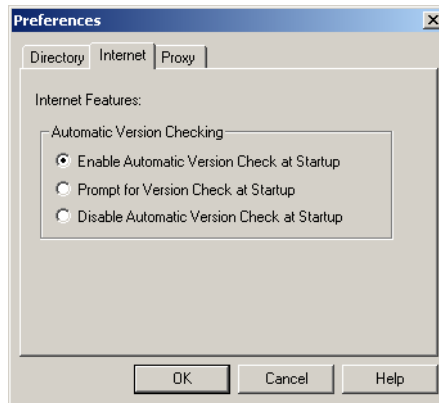 Preferences
Directory Internet Proxy
Internet Features:
Automatic Version Checking
Enable Automatic Version Check at Startup
Prompt for Version Check at Startup
Disable Automatic Version Check at Startup
OK Cancel Help